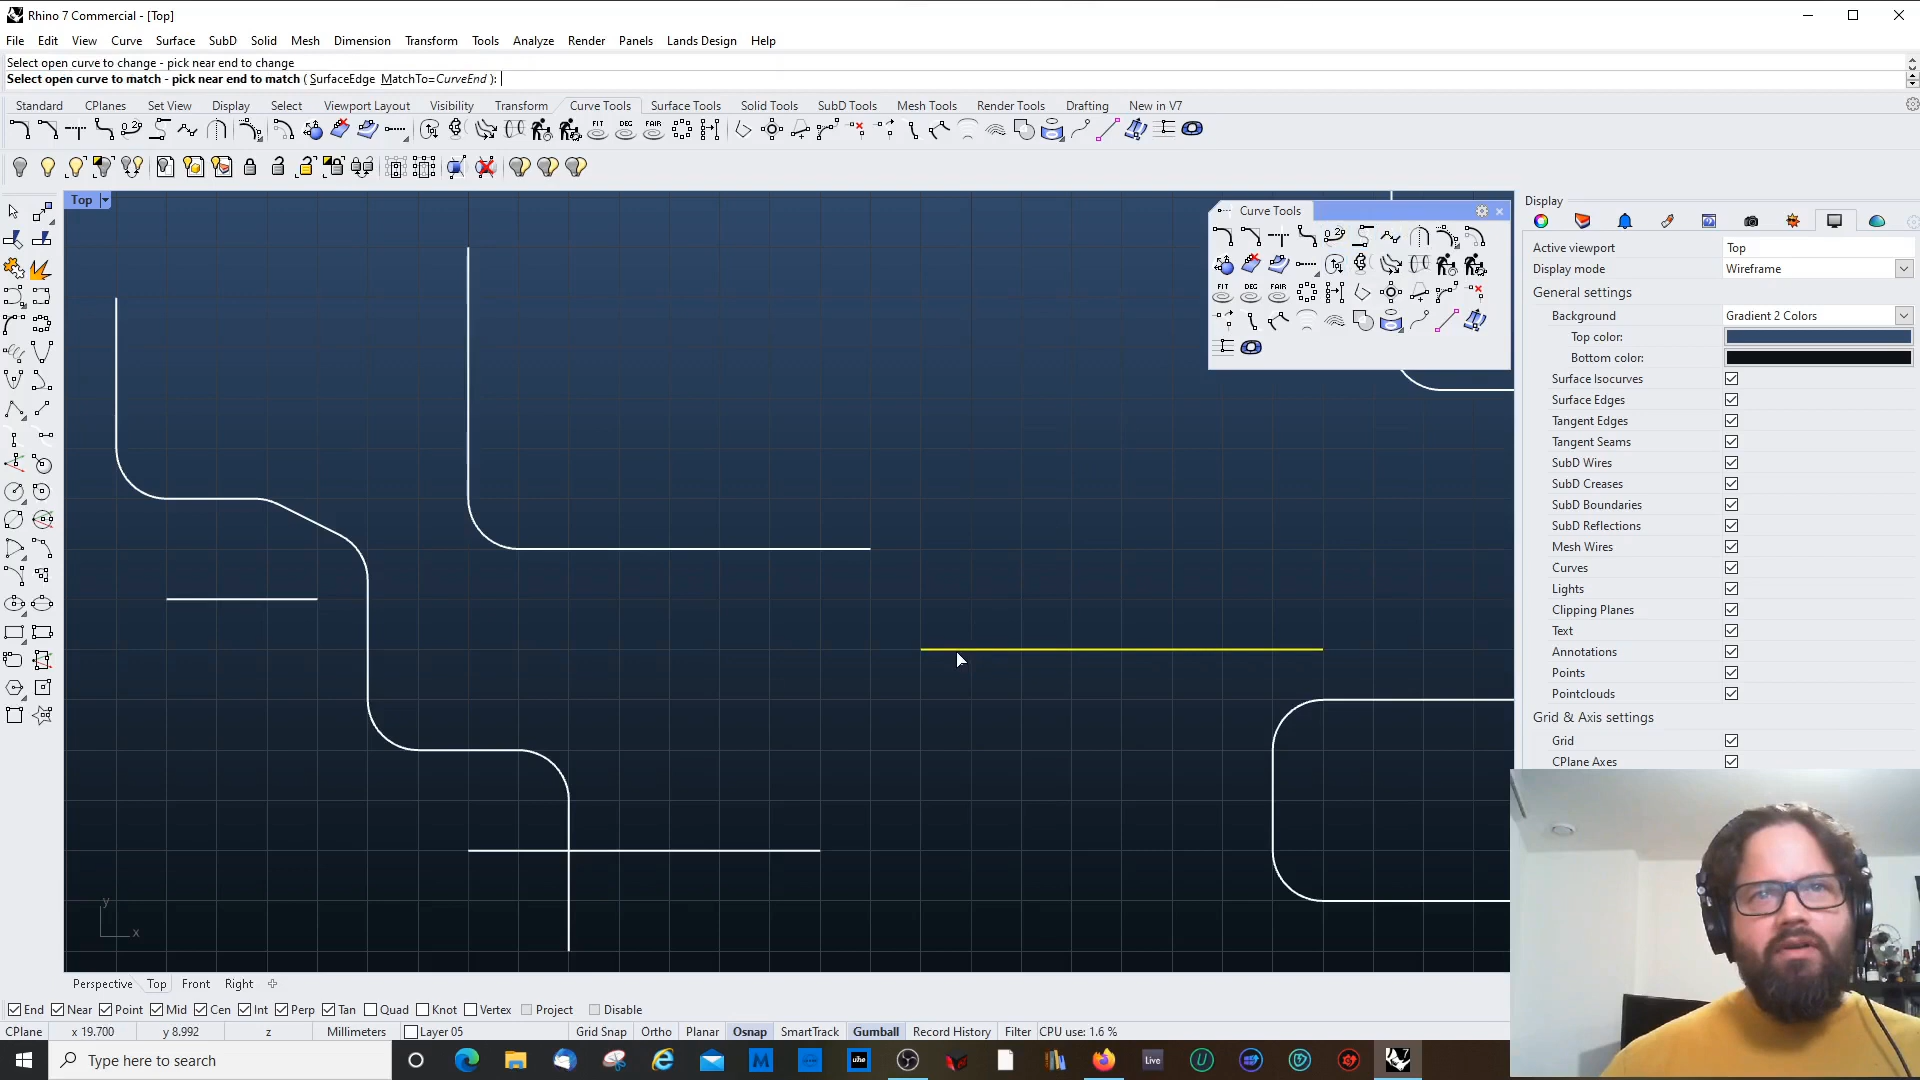 Rhino 7 Commercial - [Top]
File Edit View Curve Surface SubD Solid Mesh Dimension Transform Tools Analyze Render Panels Lands Design Help
Select open curve to change - pick near end to change
Select open curve to match - pick near end to match ( SurfaceEdge MatchTo=CurveEnd ):
Standard CPlanes Set View Display Select Viewport Layout Visibility Transform Curve Tools Surface Tools Solid Tools SubD Tools Mesh Tools Render Tools Drafting New in V7
FIT DEG FAIR
Top
Curve Tools
FIT DEG FAIR
Display
Active viewport Top
Display mode Wireframe
General settings
Background Gradient 2 Colors
Top color:
Bottom color:
Surface Isocurves
Surface Edges
Tangent Edges
Tangent Seams
SubD Wires
SubD Creases
SubD Boundaries
SubD Reflections
Mesh Wires
Curves
Lights
Clipping Planes
Text
Annotations
Points
Pointclouds
Grid & Axis settings
Grid
CPlane Axes
y
x
Perspective Top Front Right
End Near Point Mid Cen Int Perp Tan Quad Knot Vertex Project Disable
CPlane x 19.700 y 8.992 z Millimeters Layer 05 Grid Snap Ortho Planar Osnap SmartTrack Gumball Record History Filter CPU use: 1.6 %
Type here to search
Live